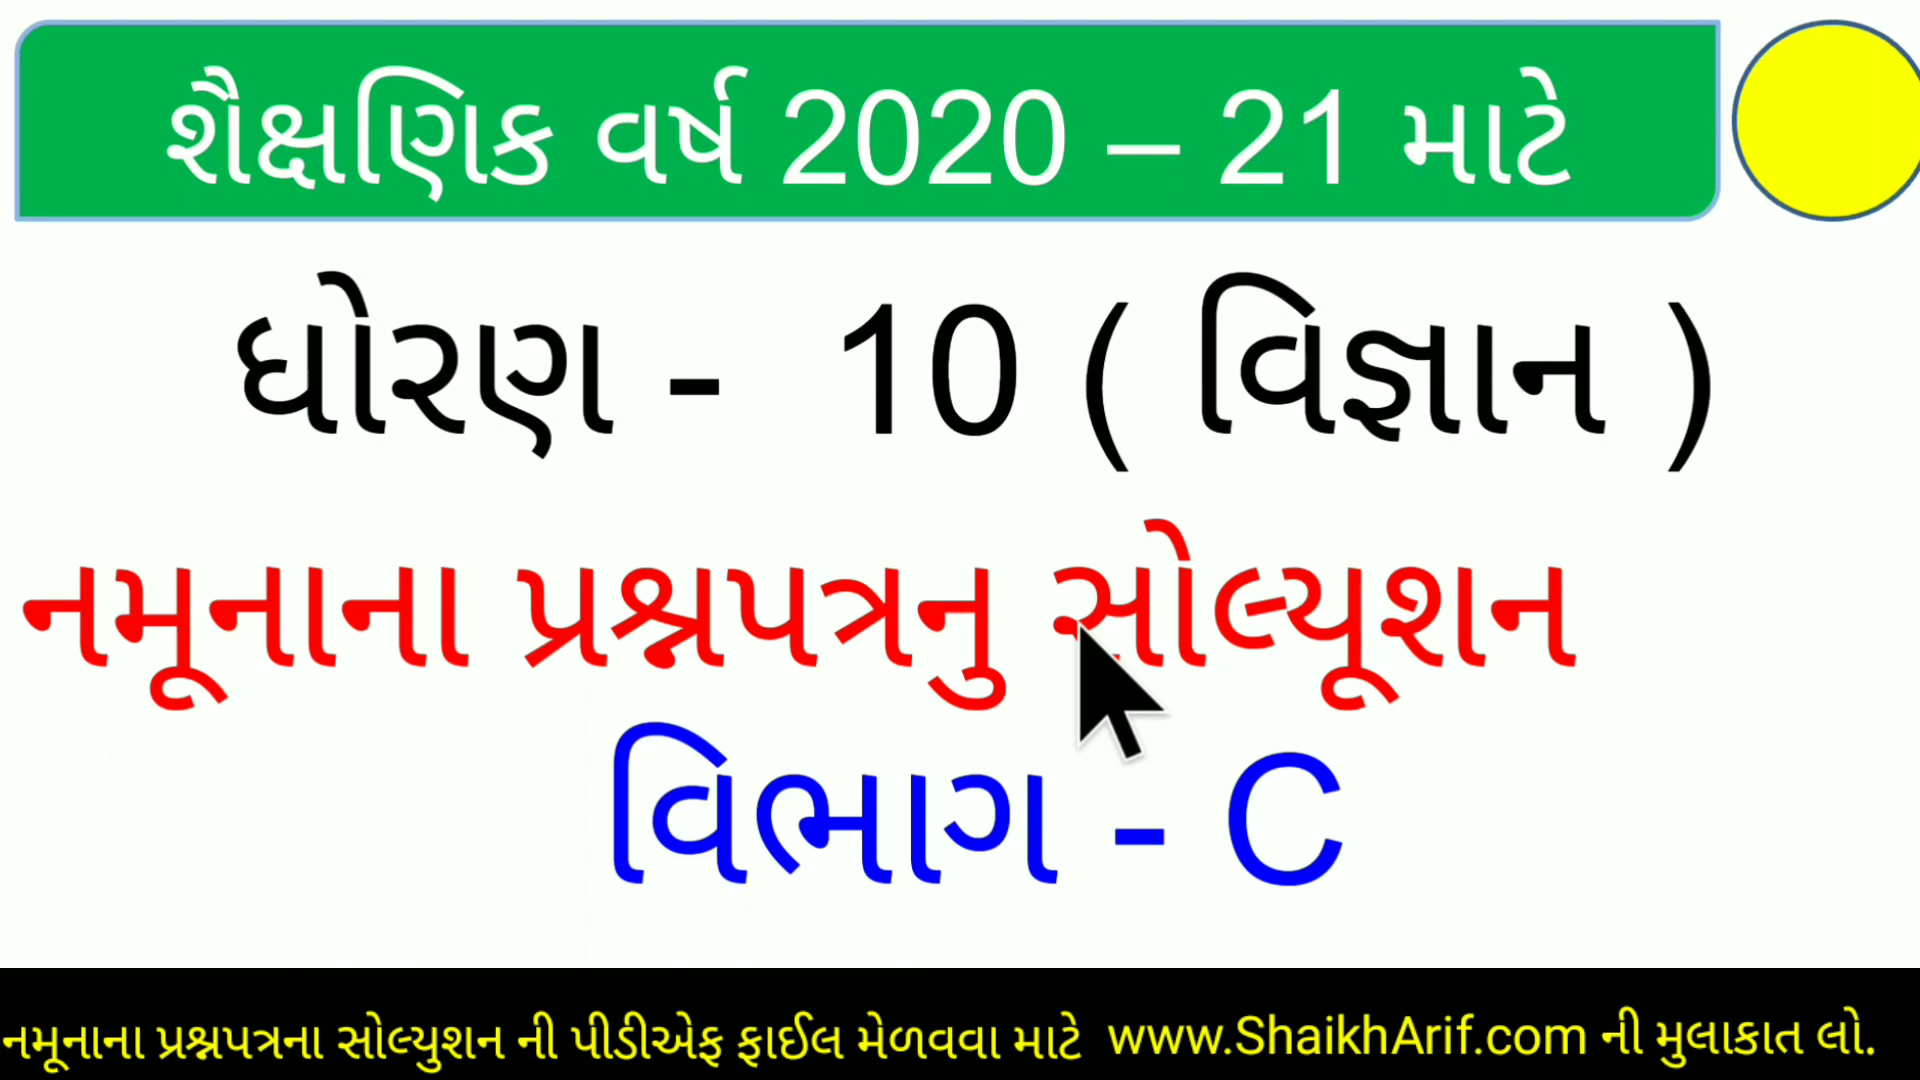 શૈક્ષણિક વર્ષ 2020 – 21 માટે
ધોરણ - 10 ( વિજ્ઞાન )
નમૂનાના પ્રશ્નપત્રનુ સોલ્યૂશન
વિભાગ - C
નમૂનાના પ્રશ્નપત્રના સોલ્યુશન ની પીડીએફ ફાઈલ મેળવવા માટે www.ShaikhArif.com ની મુલાકાત લો.